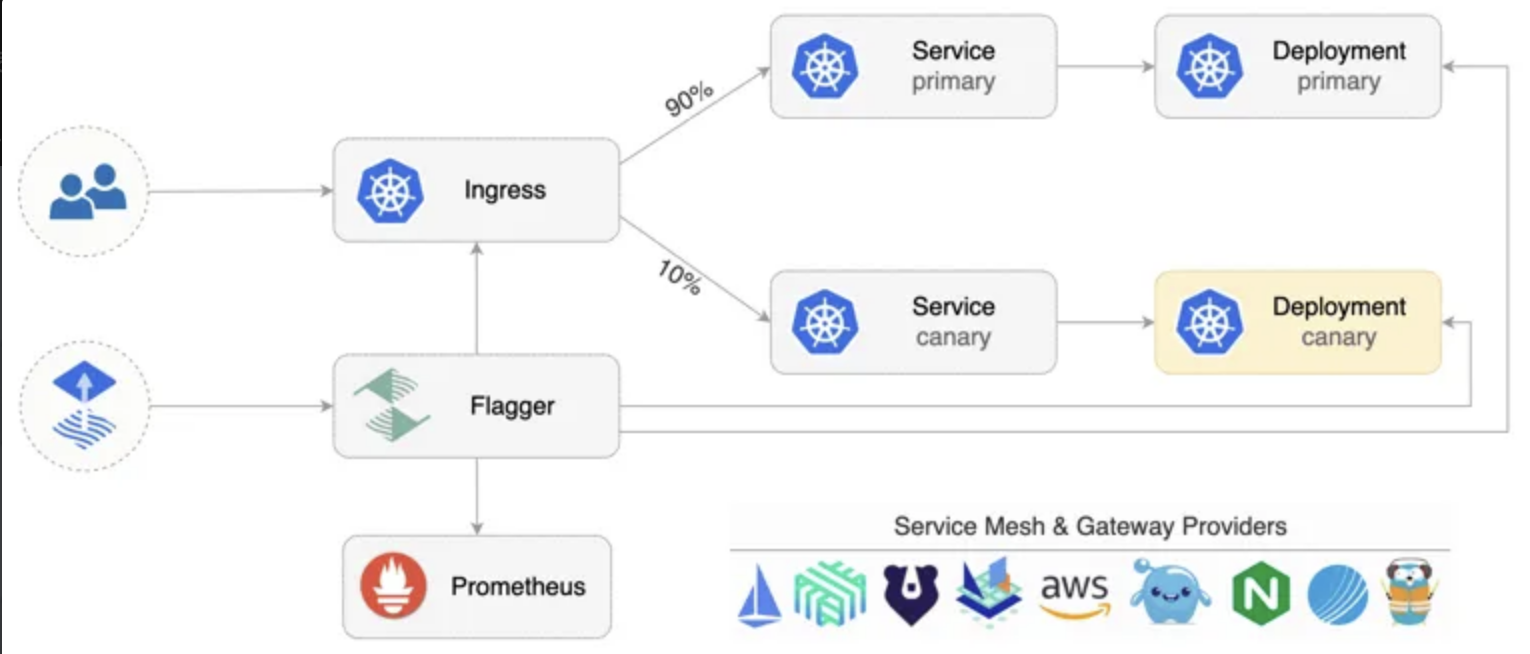 Service
primary
Deployment
primary
90%
Ingress
10%
Service
canary
Deployment
canary
Flagger
Prometheus
Service Mesh & Gateway Providers
aws
N